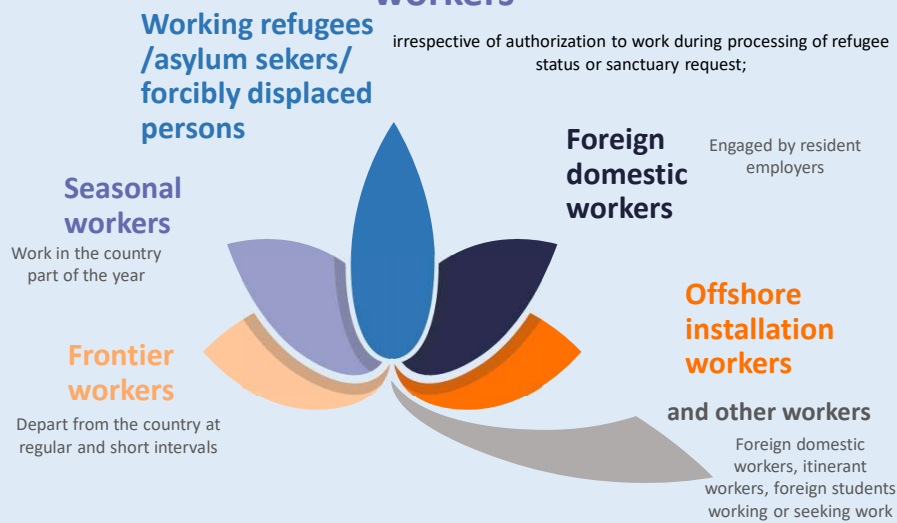 workers
Working refugees
/asylum sekers/
forcibly displaced
persons
irrespective of authorization to work during processing of refugee
status or sanctuary request;
Foreign
domestic
workers
Engaged by resident
employers
Seasonal
workers
Work in the country
part of the year
Offshore
installation
workers
Frontier
workers
Depart from the country at
regular and short intervals
and other workers
Foreign domestic
workers, itinerant
workers, foreign students
working or seeking work